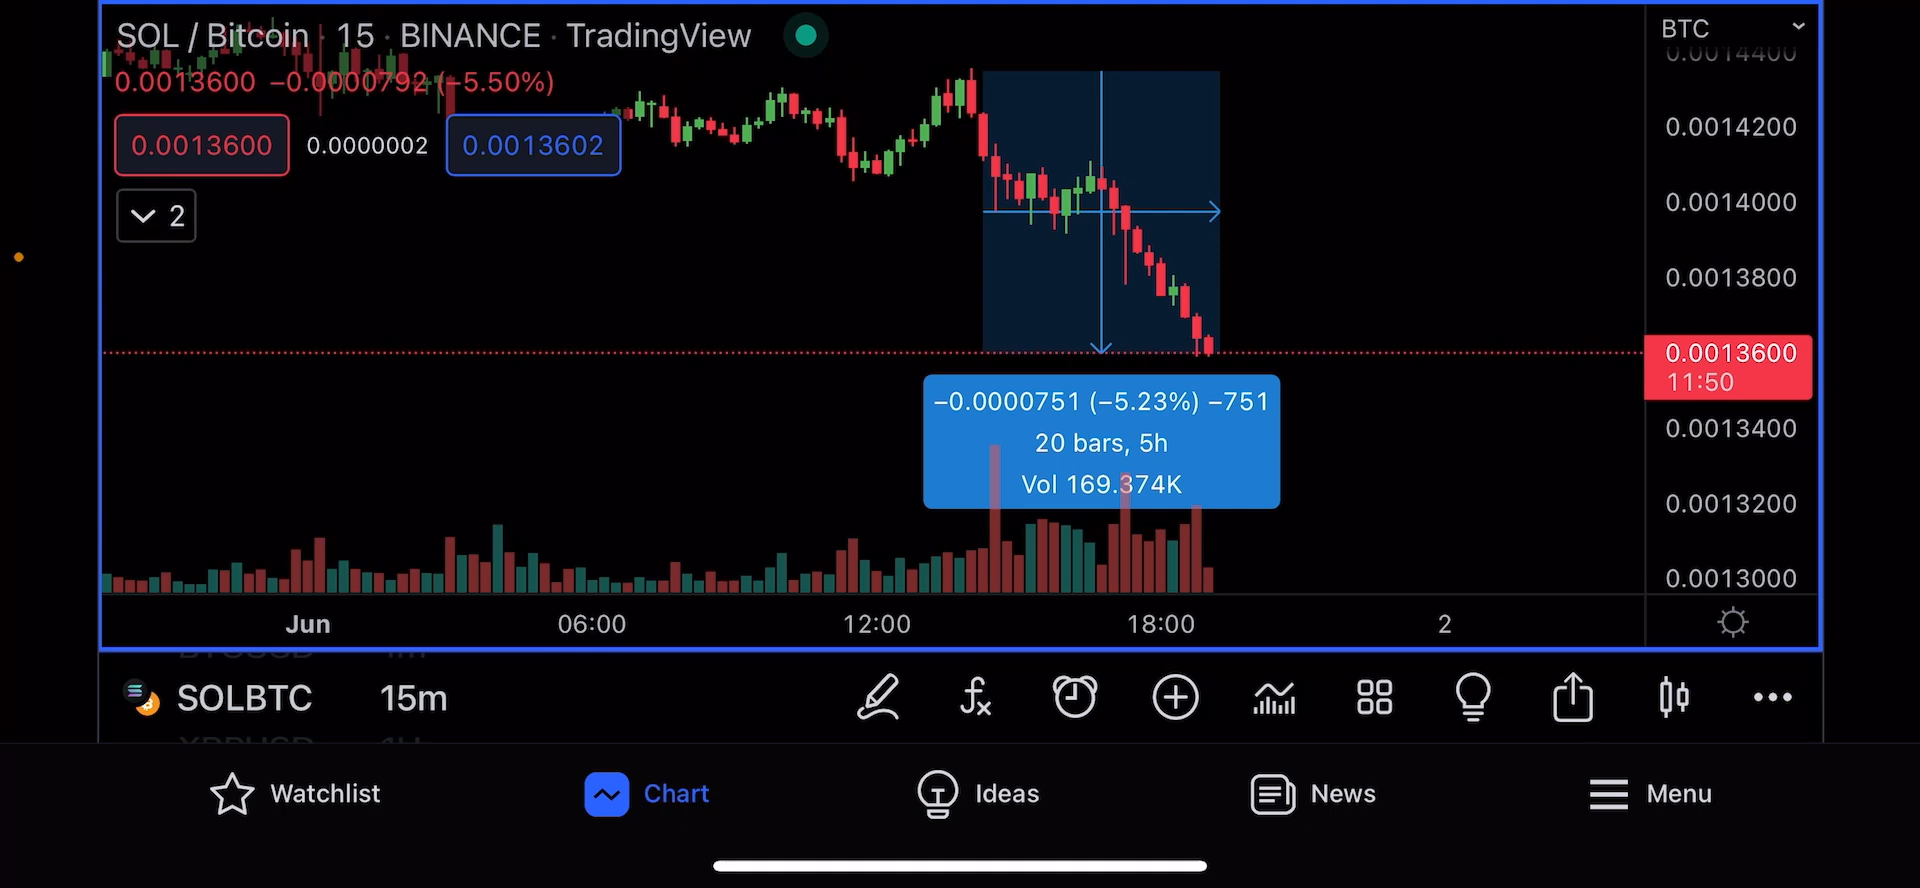 SOL / Bitcoin · 15 · BINANCE · TradingView
BTC
0.0014400
0.0013600 −0.0000792 (−5.50%)
0.0014200
0.0013600 0.0000002 0.0013602
0.0014000
2
0.0013800
0.0013600
11:50
−0.0000751 (−5.23%) −751
0.0013400
20 bars, 5h
Vol 169.374K
0.0013200
0.0013000
Jun 06:00 12:00 18:00 2
SOLBTC 15m
Watchlist Chart Ideas News Menu